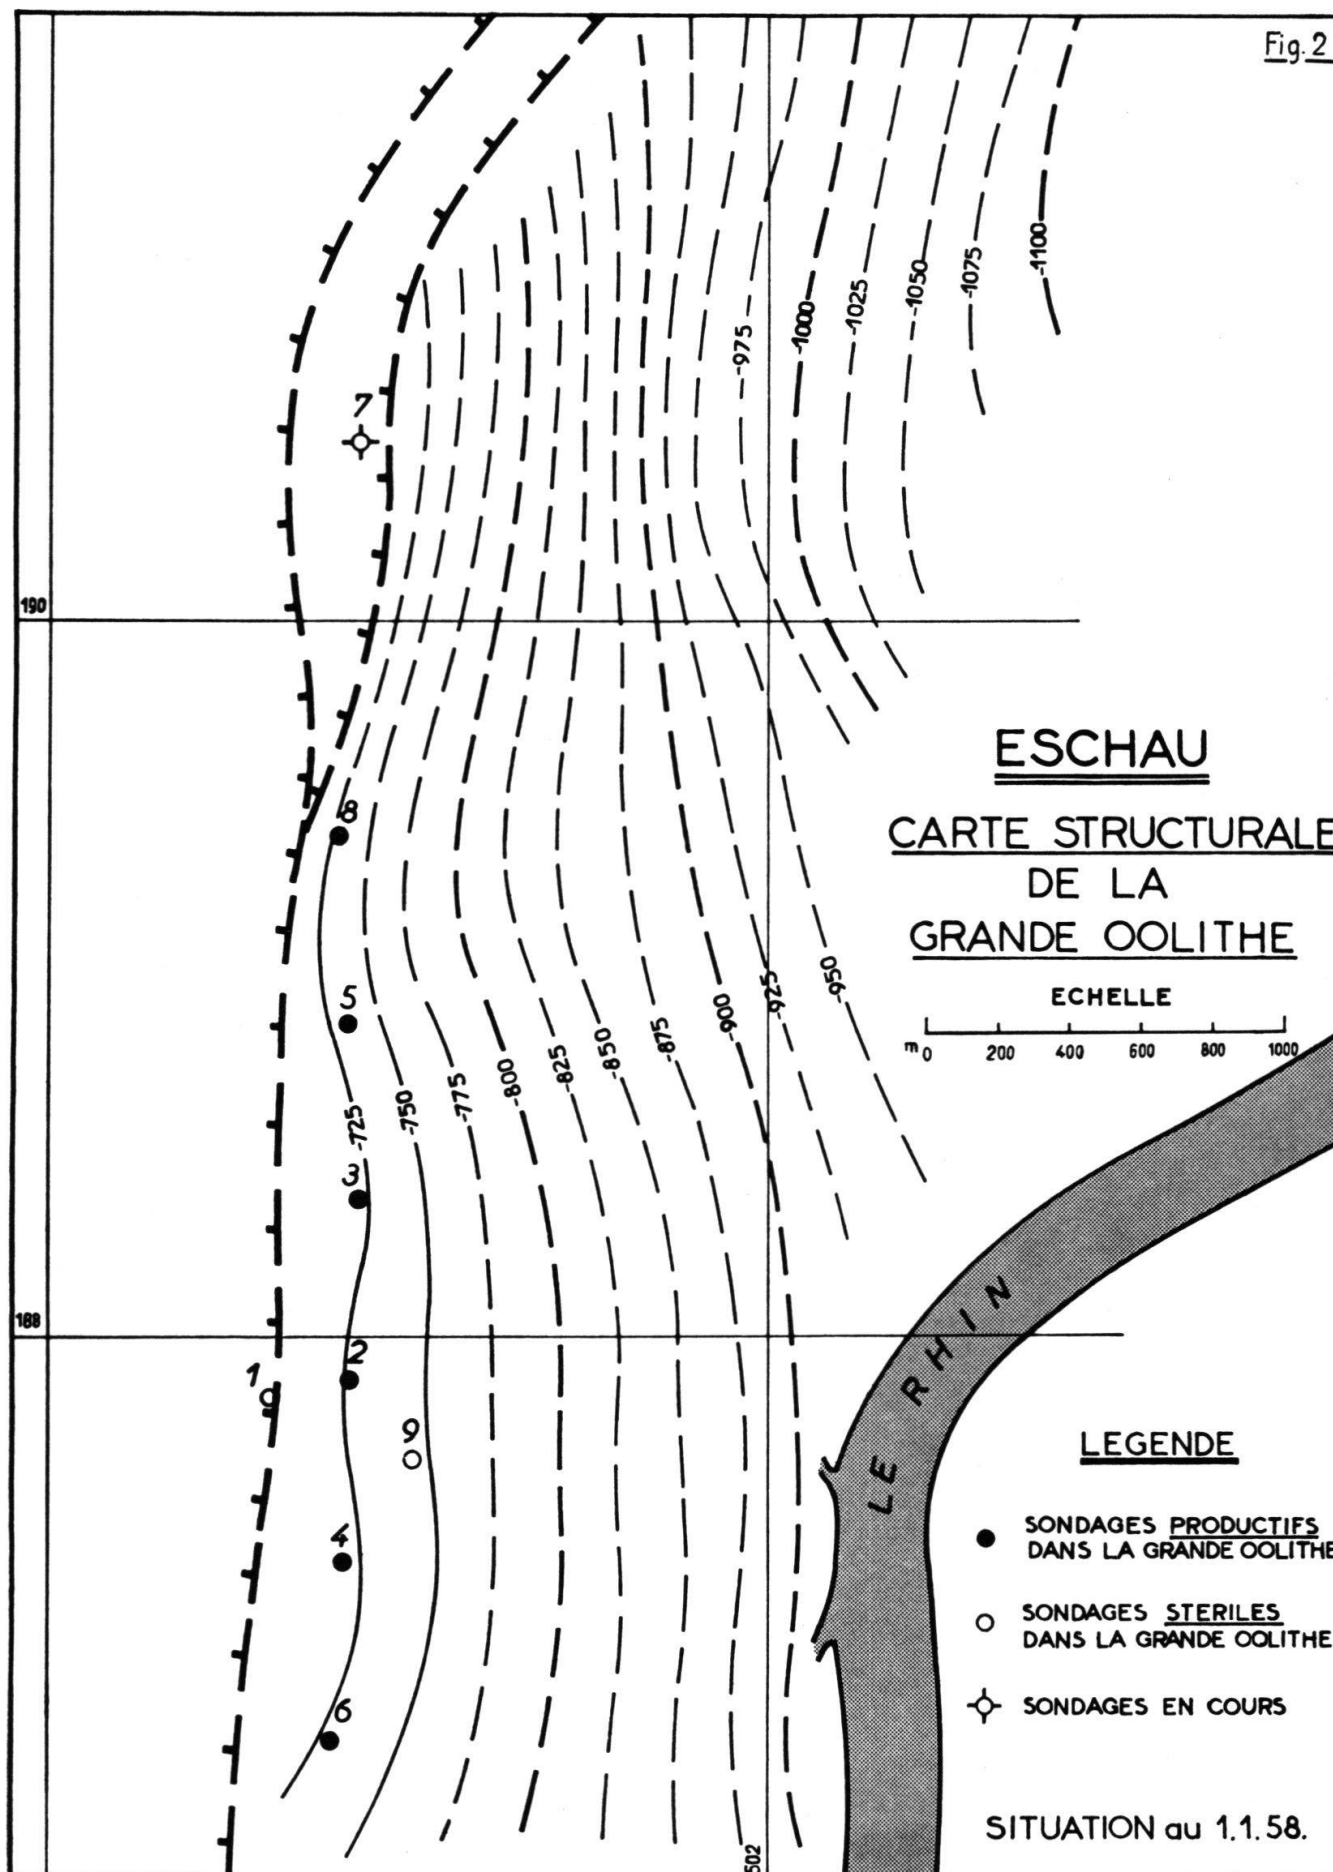 Fig. 2
-975
-1000
-1025
-1050
-1075
-1100
7
190
ESCHAU
CARTE STRUCTURALE
DE LA
GRANDE OOLITHE
ECHELLE
m 0 200 400 600 800 1000
8
5
-725
-750
-775
-800
-825
-850
-875
-900
-925
-950
3
188
1
2
9
4
6
LE RHIN
LEGENDE
SONDAGES PRODUCTIFS
DANS LA GRANDE OOLITHE
SONDAGES STERILES
DANS LA GRANDE OOLITHE
SONDAGES EN COURS
SITUATION au 1.1.58.
502